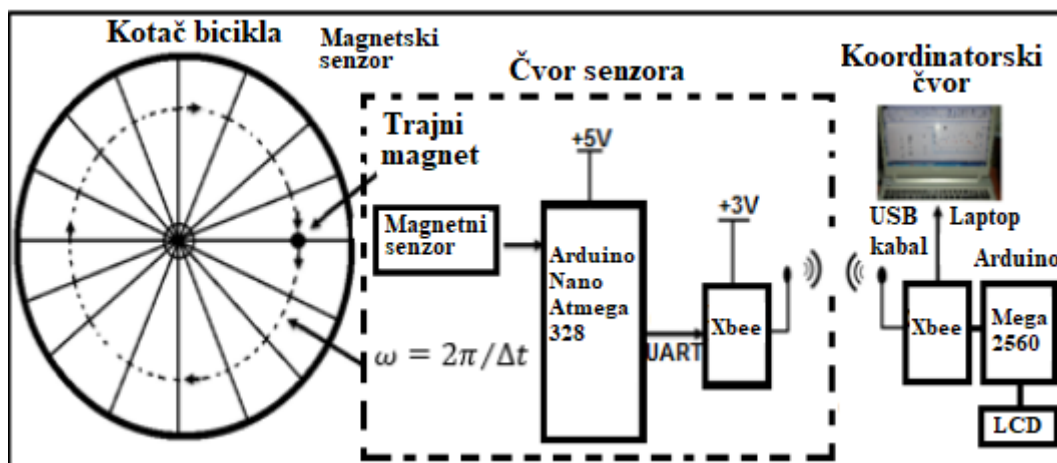 Kotač bicikla
Magnetski
senzor
Trajni
magnet
Čvor senzora
Koordinatorski
čvor
+5V
+3V
Magnetni
senzor
Arduino
Nano
Atmega
328
UART
Xbee
ω = 2π/Δt
USB
kabal
Laptop
Arduino
Xbee
Mega
2560
LCD